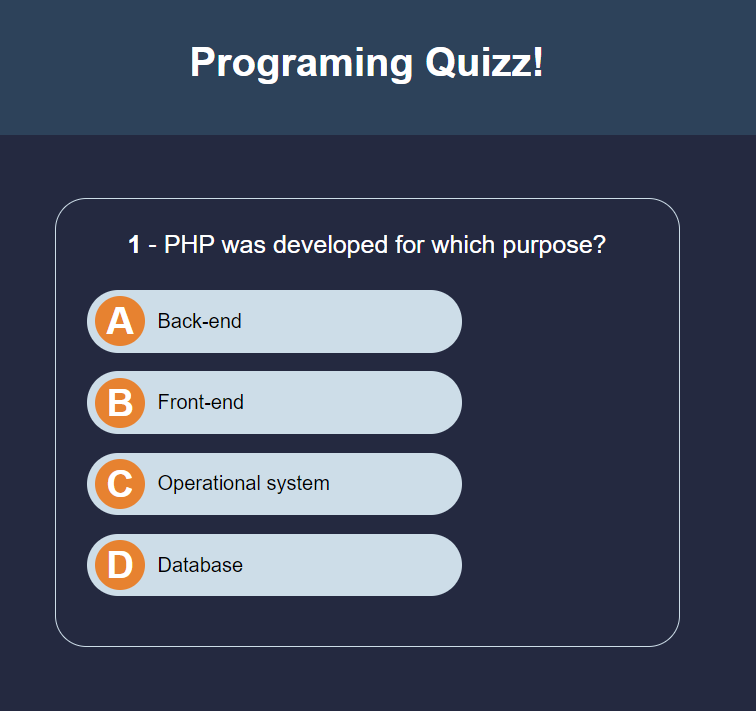 Programing Quizz!
1 - PHP was developed for which purpose?
A Back-end
B Front-end
C Operational system
D Database